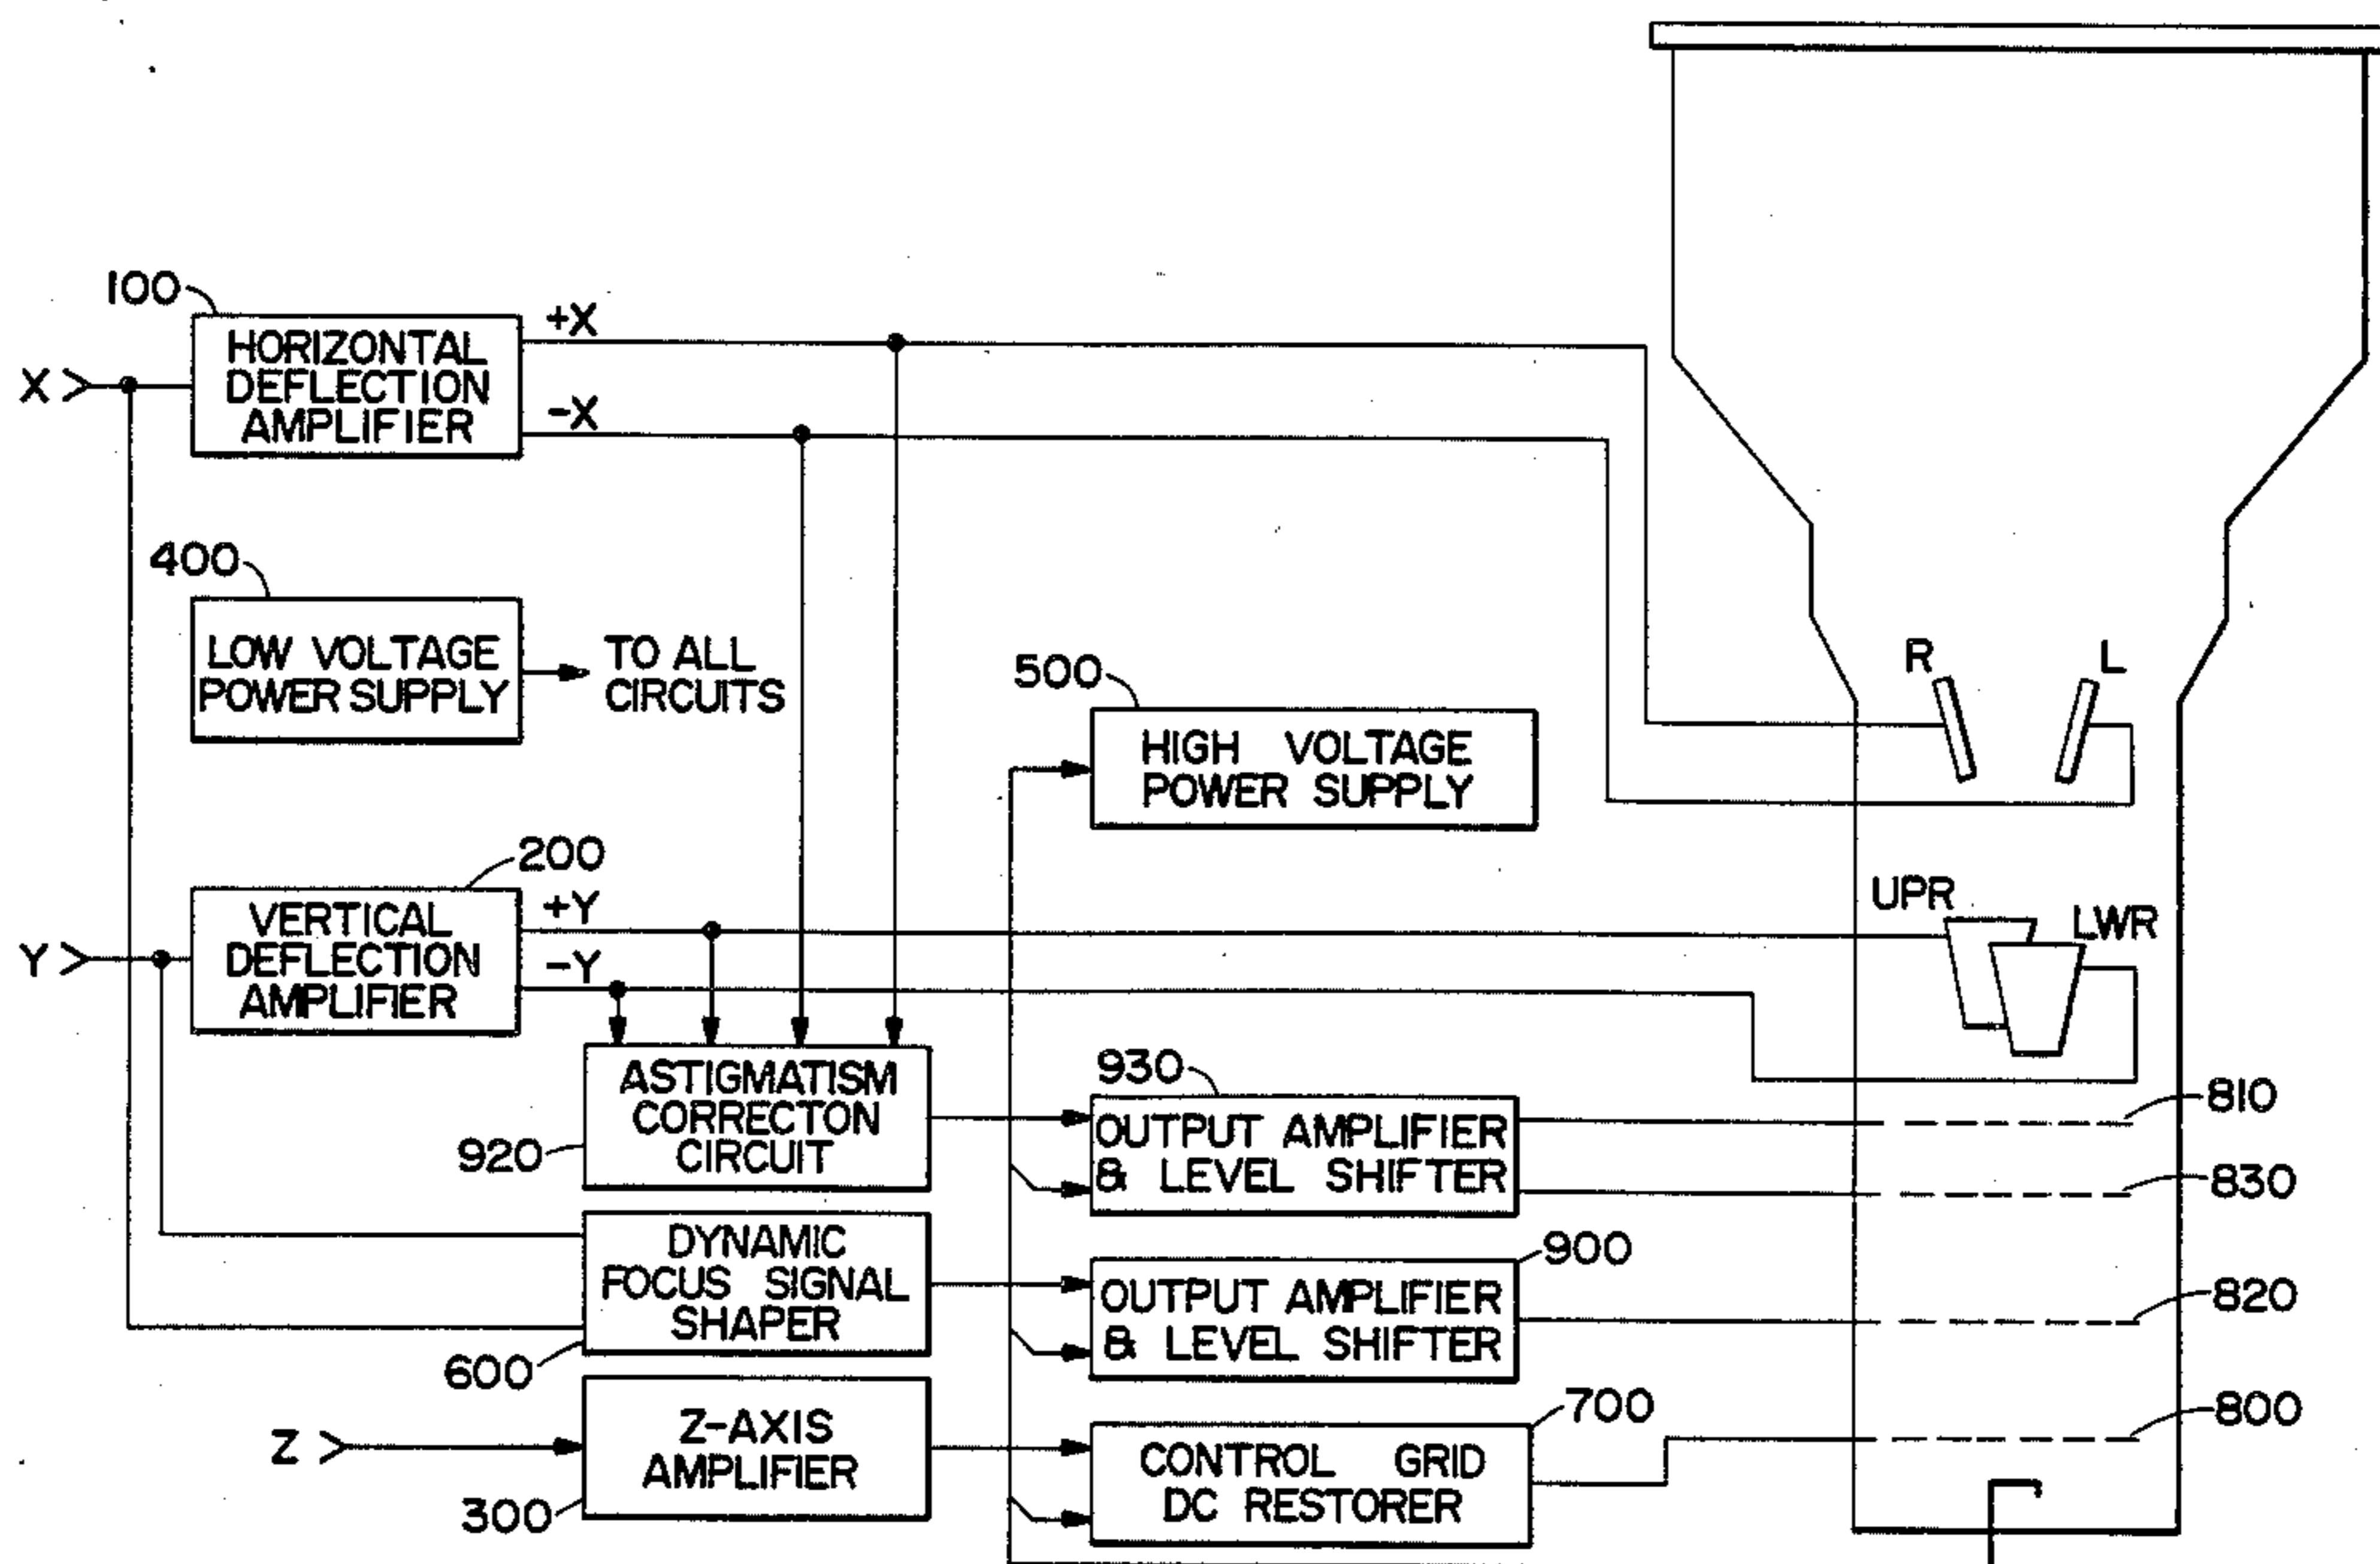 100
HORIZONTAL
DEFLECTION
AMPLIFIER
X
+X
-X
400
LOW VOLTAGE
POWER SUPPLY
TO ALL
CIRCUITS
500
HIGH VOLTAGE
POWER SUPPLY
R
L
200
VERTICAL
DEFLECTION
AMPLIFIER
Y
+Y
-Y
UPR
LWR
ASTIGMATISM
CORRECTON
CIRCUIT
920
930
OUTPUT AMPLIFIER
& LEVEL SHIFTER
810
830
DYNAMIC
FOCUS SIGNAL
SHAPER
600
900
OUTPUT AMPLIFIER
& LEVEL SHIFTER
820
Z
Z-AXIS
AMPLIFIER
300
700
CONTROL GRID
DC RESTORER
800